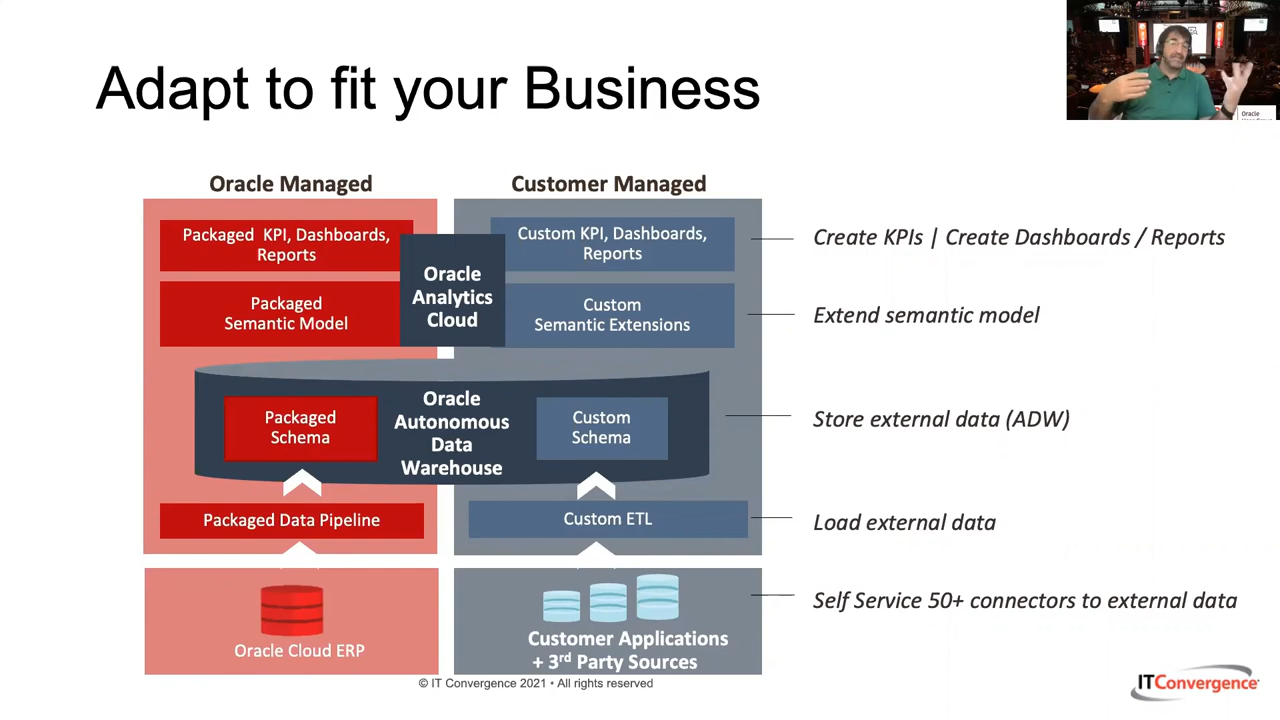 Adapt to fit your Business
Oracle
Oracle Managed
Customer Managed
Packaged KPI, Dashboards,
Reports
Custom KPI, Dashboards,
Reports
Create KPIs | Create Dashboards / Reports
Oracle
Analytics
Cloud
Packaged
Semantic Model
Custom
Semantic Extensions
Extend semantic model
Packaged
Schema
Oracle
Autonomous
Data
Warehouse
Custom
Schema
Store external data (ADW)
Packaged Data Pipeline
Custom ETL
Load external data
Oracle Cloud ERP
Customer Applications
+ 3rd Party Sources
Self Service 50+ connectors to external data
© IT Convergence 2021 • All rights reserved
ITConvergence